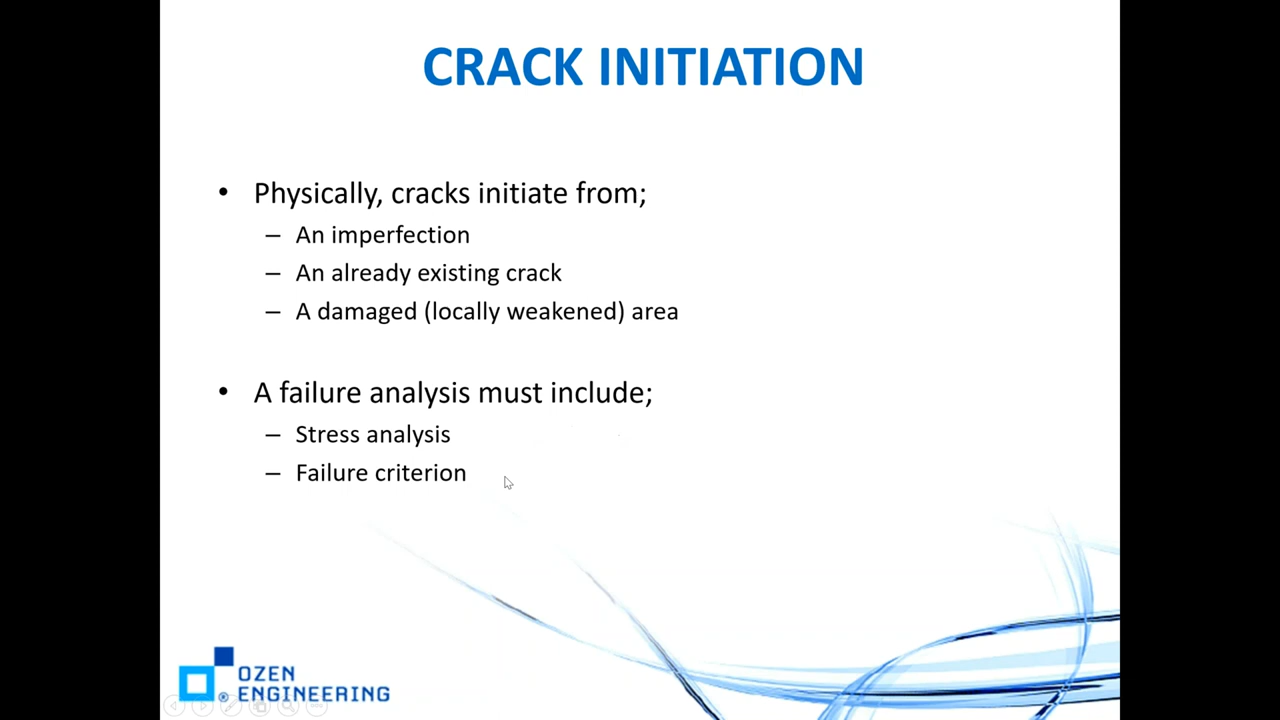 CRACK INITIATION
• Physically, cracks initiate from;
– An imperfection
– An already existing crack
– A damaged (locally weakened) area
• A failure analysis must include;
– Stress analysis
– Failure criterion
OZEN
ENGINEERING